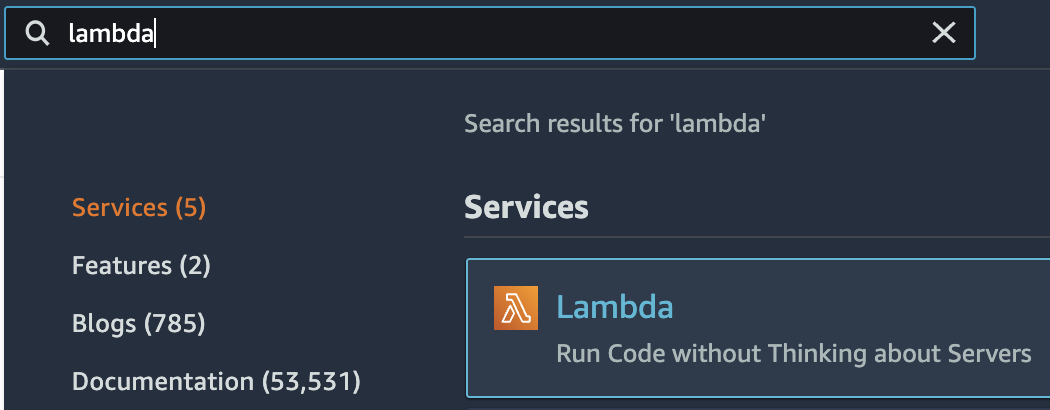 lambda
Search results for 'lambda'
Services (5)
Features (2)
Blogs (785)
Documentation (53,531)
Services
Lambda
Run Code without Thinking about Servers